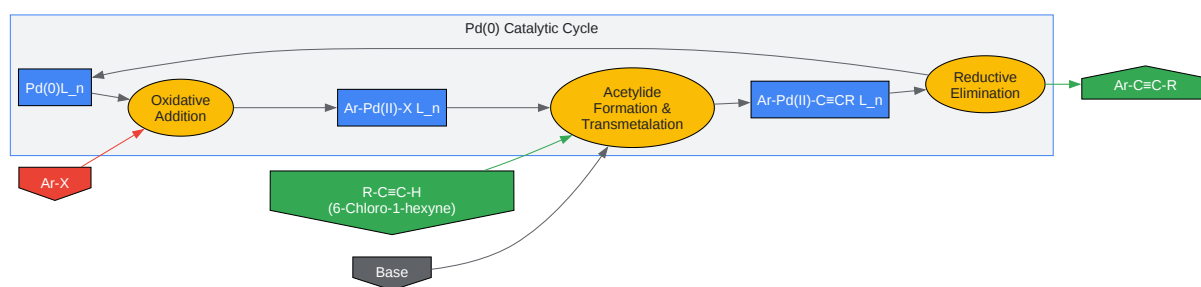 Pd(0) Catalytic Cycle
Pd(0)L_n
Oxidative
Addition
Ar-Pd(II)-X L_n
Acetylide
Formation &
Transmetalation
Ar-Pd(II)-C≡CR L_n
Reductive
Elimination
Ar-C≡C-R
Ar-X
R-C≡C-H
(6-Chloro-1-hexyne)
Base